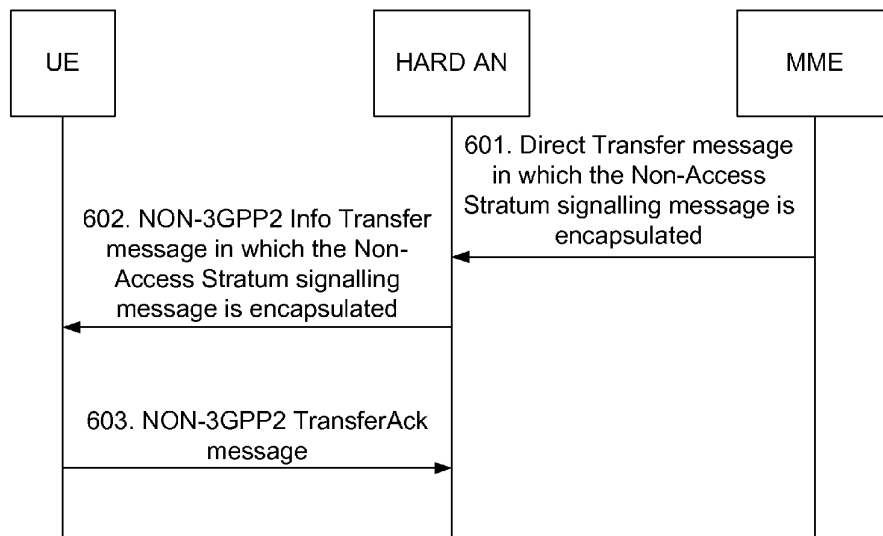 UE
HARD AN
MME
601. Direct Transfer message
in which the Non-Access
Stratum signalling message is
encapsulated
602. NON-3GPP2 Info Transfer
message in which the Non-
Access Stratum signalling
message is encapsulated
603. NON-3GPP2 TransferAck
message